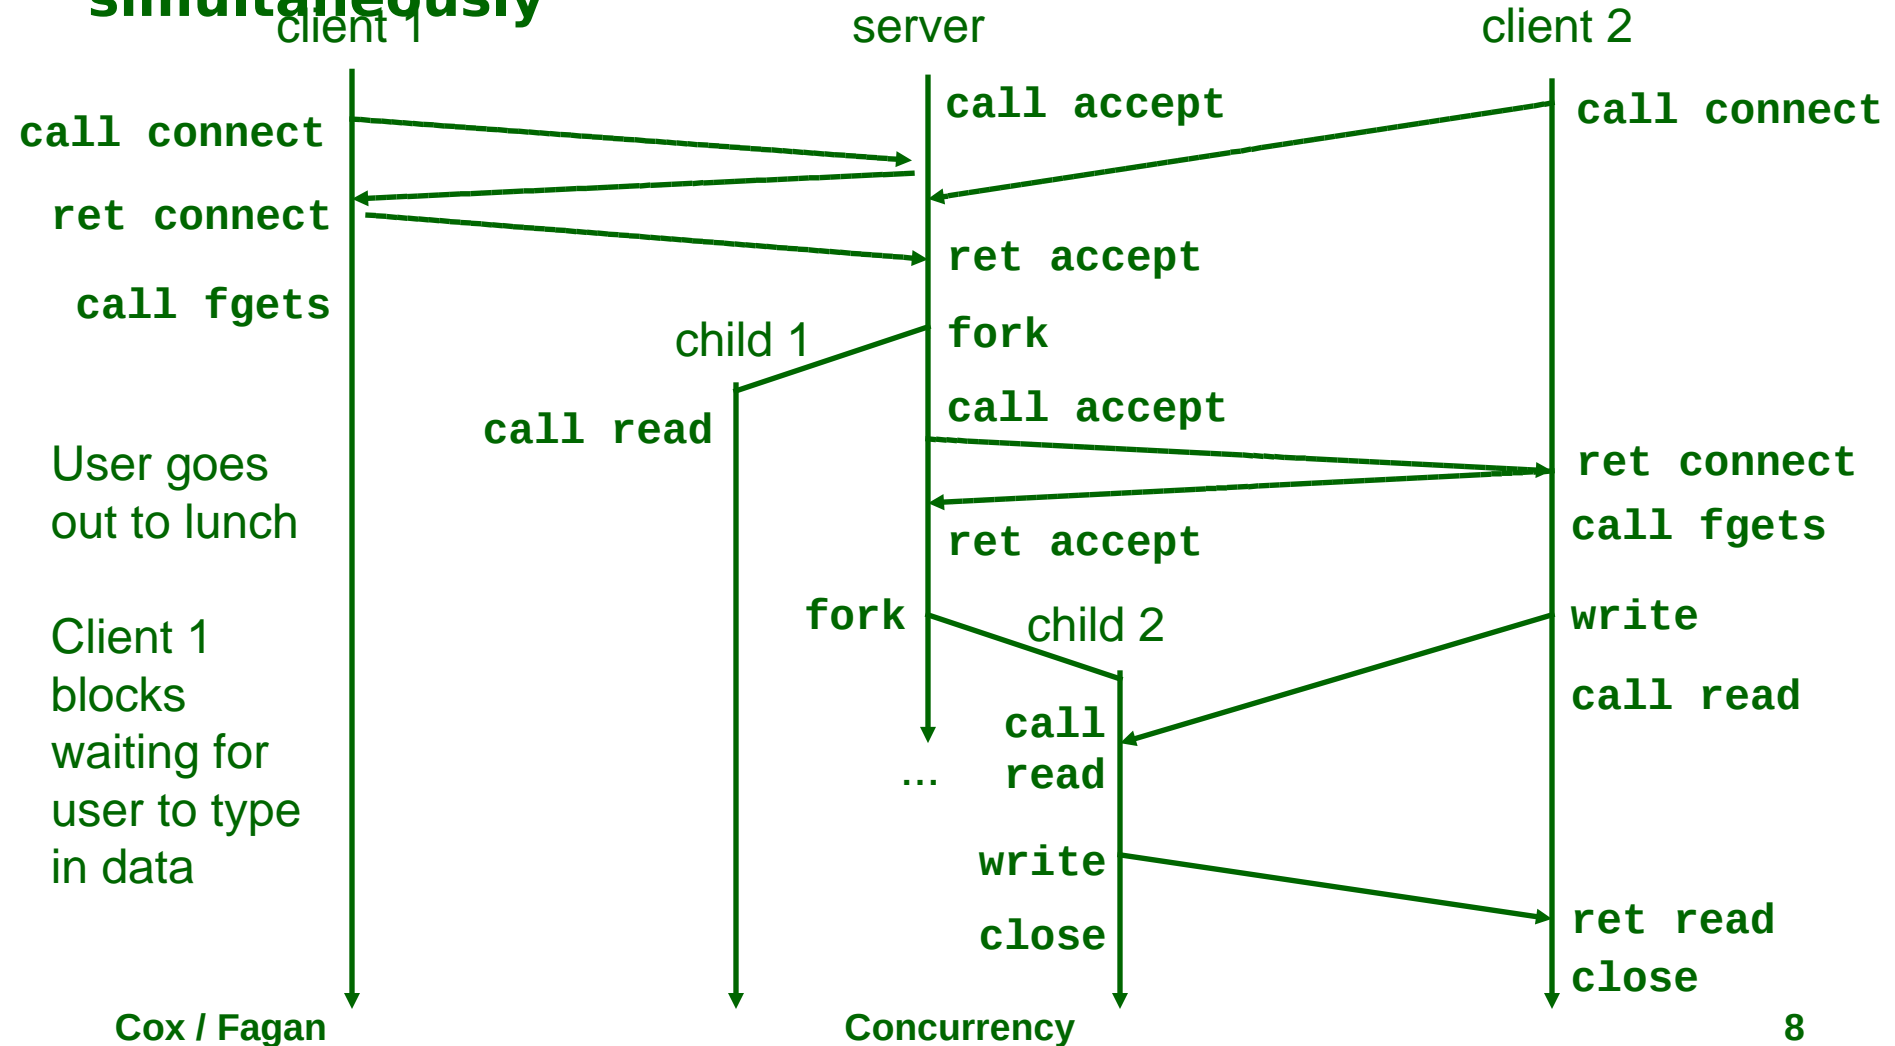 simultaneously
client 1
server
client 2
call connect
call accept
call connect
ret connect
ret accept
call fgets
child 1
fork
call accept
call read
User goes
out to lunch
ret connect
call fgets
ret accept
fork
child 2
write
Client 1
blocks
waiting for
user to type
in data
call
read
call read
...
write
close
ret read
close
Cox / Fagan
Concurrency
8